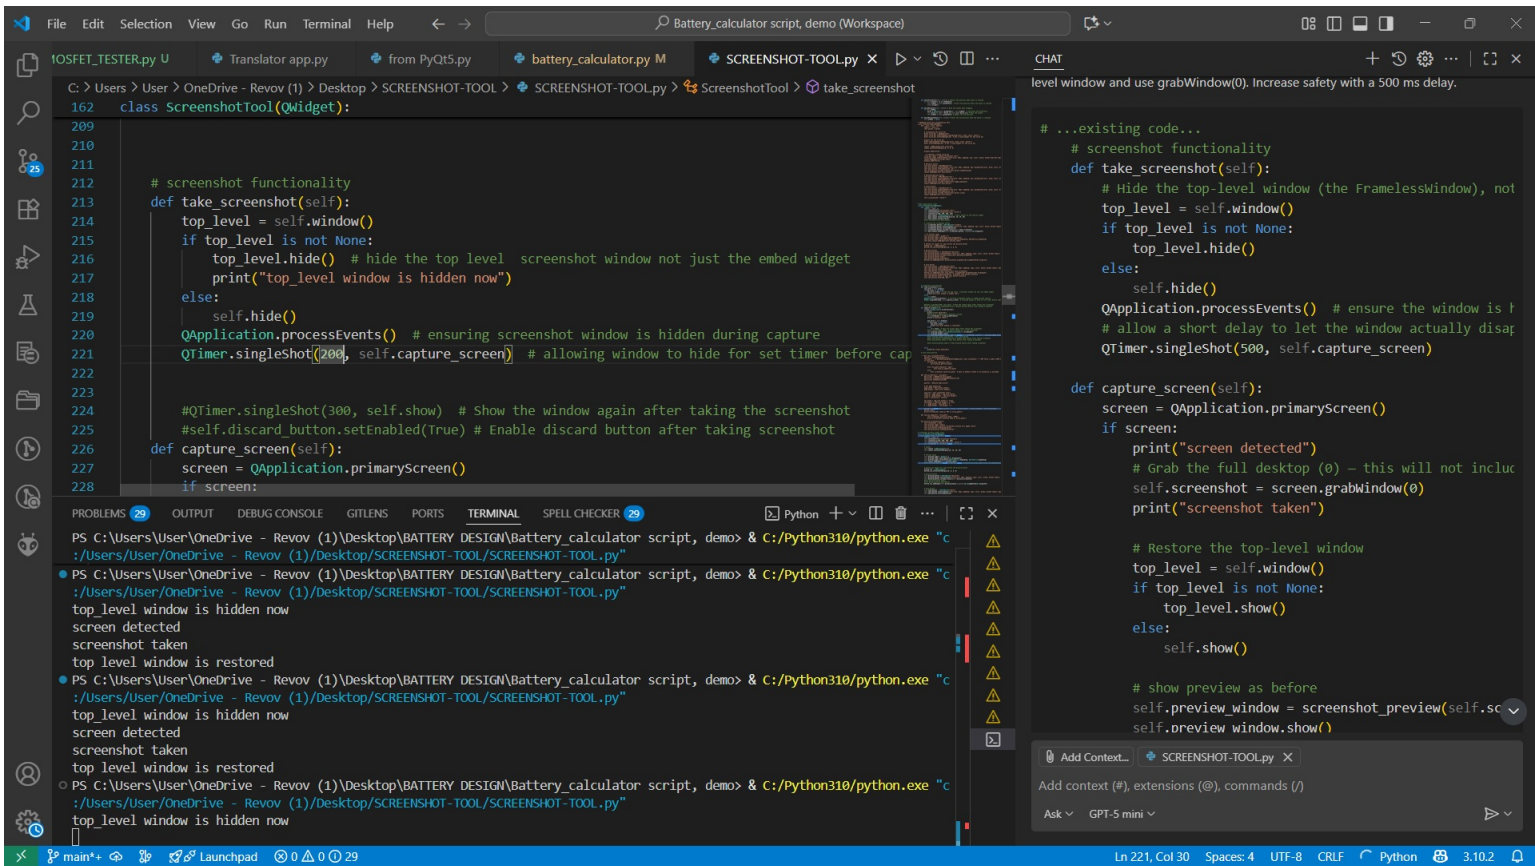 File Edit Selection View Go Run Terminal Help
Battery_calculator script, demo (Workspace)
MOSFET_TESTER.py U
Translator app.py
from PyQt5.py
battery_calculator.py M
SCREENSHOT-TOOL.py
C: > Users > User > OneDrive - Revov (1) > Desktop > SCREENSHOT-TOOL > SCREENSHOT-TOOL.py > ScreenshotTool > take_screenshot
162 class ScreenshotTool(QWidget):
209
210
211
212 # screenshot functionality
213 def take_screenshot(self):
214 top_level = self.window()
215 if top_level is not None:
216 top_level.hide() # hide the top level  screenshot window not just the embed widget
217 print("top_level window is hidden now")
218 else:
219 self.hide()
220 QApplication.processEvents() # ensuring screenshot window is hidden during capture
221 QTimer.singleShot(200, self.capture_screen) # allowing window to hide for set timer before cap
222
223
224 #QTimer.singleShot(300, self.show) # Show the window again after taking the screenshot
225 #self.discard_button.setEnabled(True) # Enable discard button after taking screenshot
226 def capture_screen(self):
227 screen = QApplication.primaryScreen()
228 if screen:
PROBLEMS 29 OUTPUT DEBUG CONSOLE GITLENS PORTS TERMINAL SPELL CHECKER 29
Python
PS C:\Users\User\OneDrive - Revov (1)\Desktop\BATTERY DESIGN\Battery_calculator script, demo> & C:/Python310/python.exe "c
:/Users/User/OneDrive - Revov (1)/Desktop/SCREENSHOT-TOOL/SCREENSHOT-TOOL.py"
PS C:\Users\User\OneDrive - Revov (1)\Desktop\BATTERY DESIGN\Battery_calculator script, demo> & C:/Python310/python.exe "c
:/Users/User/OneDrive - Revov (1)/Desktop/SCREENSHOT-TOOL/SCREENSHOT-TOOL.py"
top_level window is hidden now
screen detected
screenshot taken
top level window is restored
PS C:\Users\User\OneDrive - Revov (1)\Desktop\BATTERY DESIGN\Battery_calculator script, demo> & C:/Python310/python.exe "c
:/Users/User/OneDrive - Revov (1)/Desktop/SCREENSHOT-TOOL/SCREENSHOT-TOOL.py"
top_level window is hidden now
screen detected
screenshot taken
top level window is restored
PS C:\Users\User\OneDrive - Revov (1)\Desktop\BATTERY DESIGN\Battery_calculator script, demo> & C:/Python310/python.exe "c
:/Users/User/OneDrive - Revov (1)/Desktop/SCREENSHOT-TOOL/SCREENSHOT-TOOL.py"
top_level window is hidden now
CHAT
level window and use grabWindow(0). Increase safety with a 500 ms delay.
# ...existing code...
# screenshot functionality
def take_screenshot(self):
# Hide the top-level window (the FramelessWindow), not
top_level = self.window()
if top_level is not None:
top_level.hide()
else:
self.hide()
QApplication.processEvents() # ensure the window is h
# allow a short delay to let the window actually disap
QTimer.singleShot(500, self.capture_screen)
def capture_screen(self):
screen = QApplication.primaryScreen()
if screen:
print("screen detected")
# Grab the full desktop (0) — this will not includ
self.screenshot = screen.grabWindow(0)
print("screenshot taken")
# Restore the top-level window
top_level = self.window()
if top_level is not None:
top_level.show()
else:
self.show()
# show preview as before
self.preview_window = screenshot_preview(self.sc
self.preview_window.show()
Add Context... SCREENSHOT-TOOL.py
Add context (#), extensions (@), commands (/)
Ask GPT-5 mini
25
main*+ Launchpad 0 0 29
Ln 221, Col 30 Spaces: 4 UTF-8 CRLF Python 3.10.2